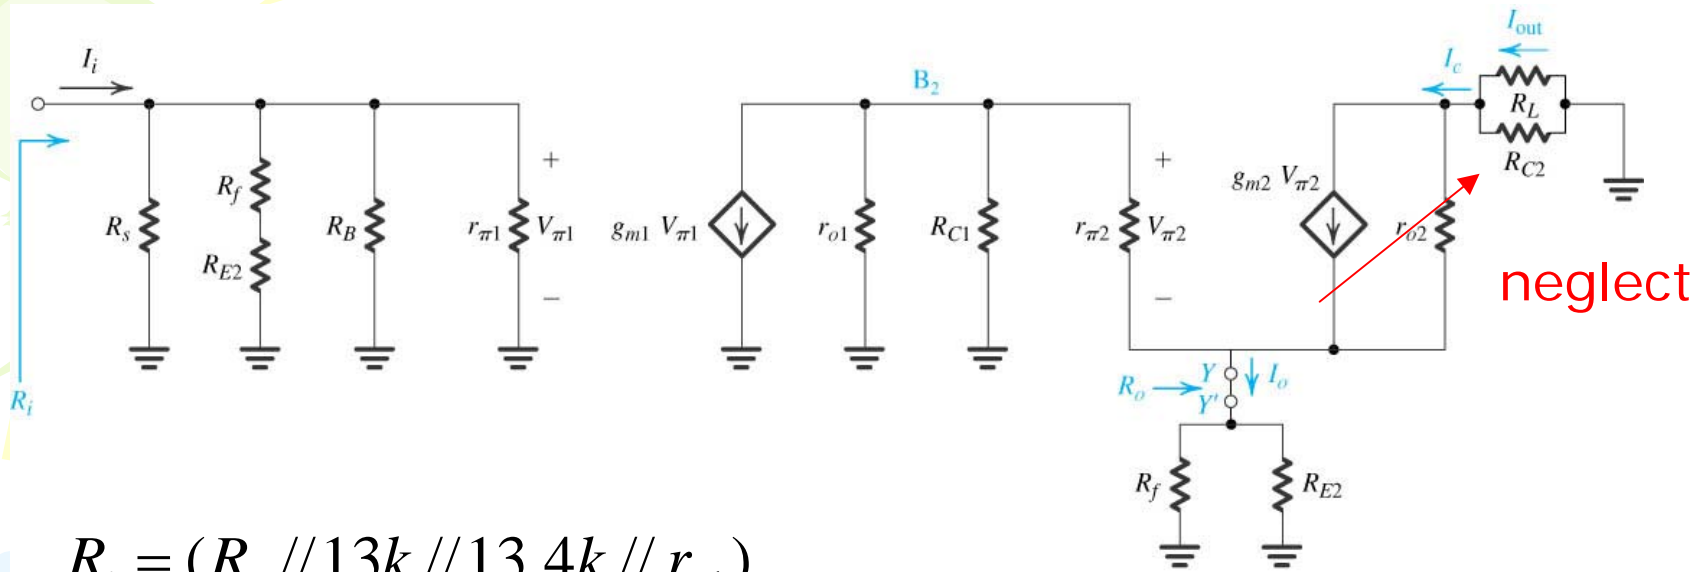 I_out
I_i
I_c
B_2
R_L
R_C2
+
+
R_f
g_m2 V_π2
R_s
R_B
r_π1
V_π1
g_m1 V_π1
r_o1
R_C1
r_π2
V_π2
r_o2
R_E2
neglect
−
−
R_o
Y
I_o
R_i
Y'
R_f
R_E2